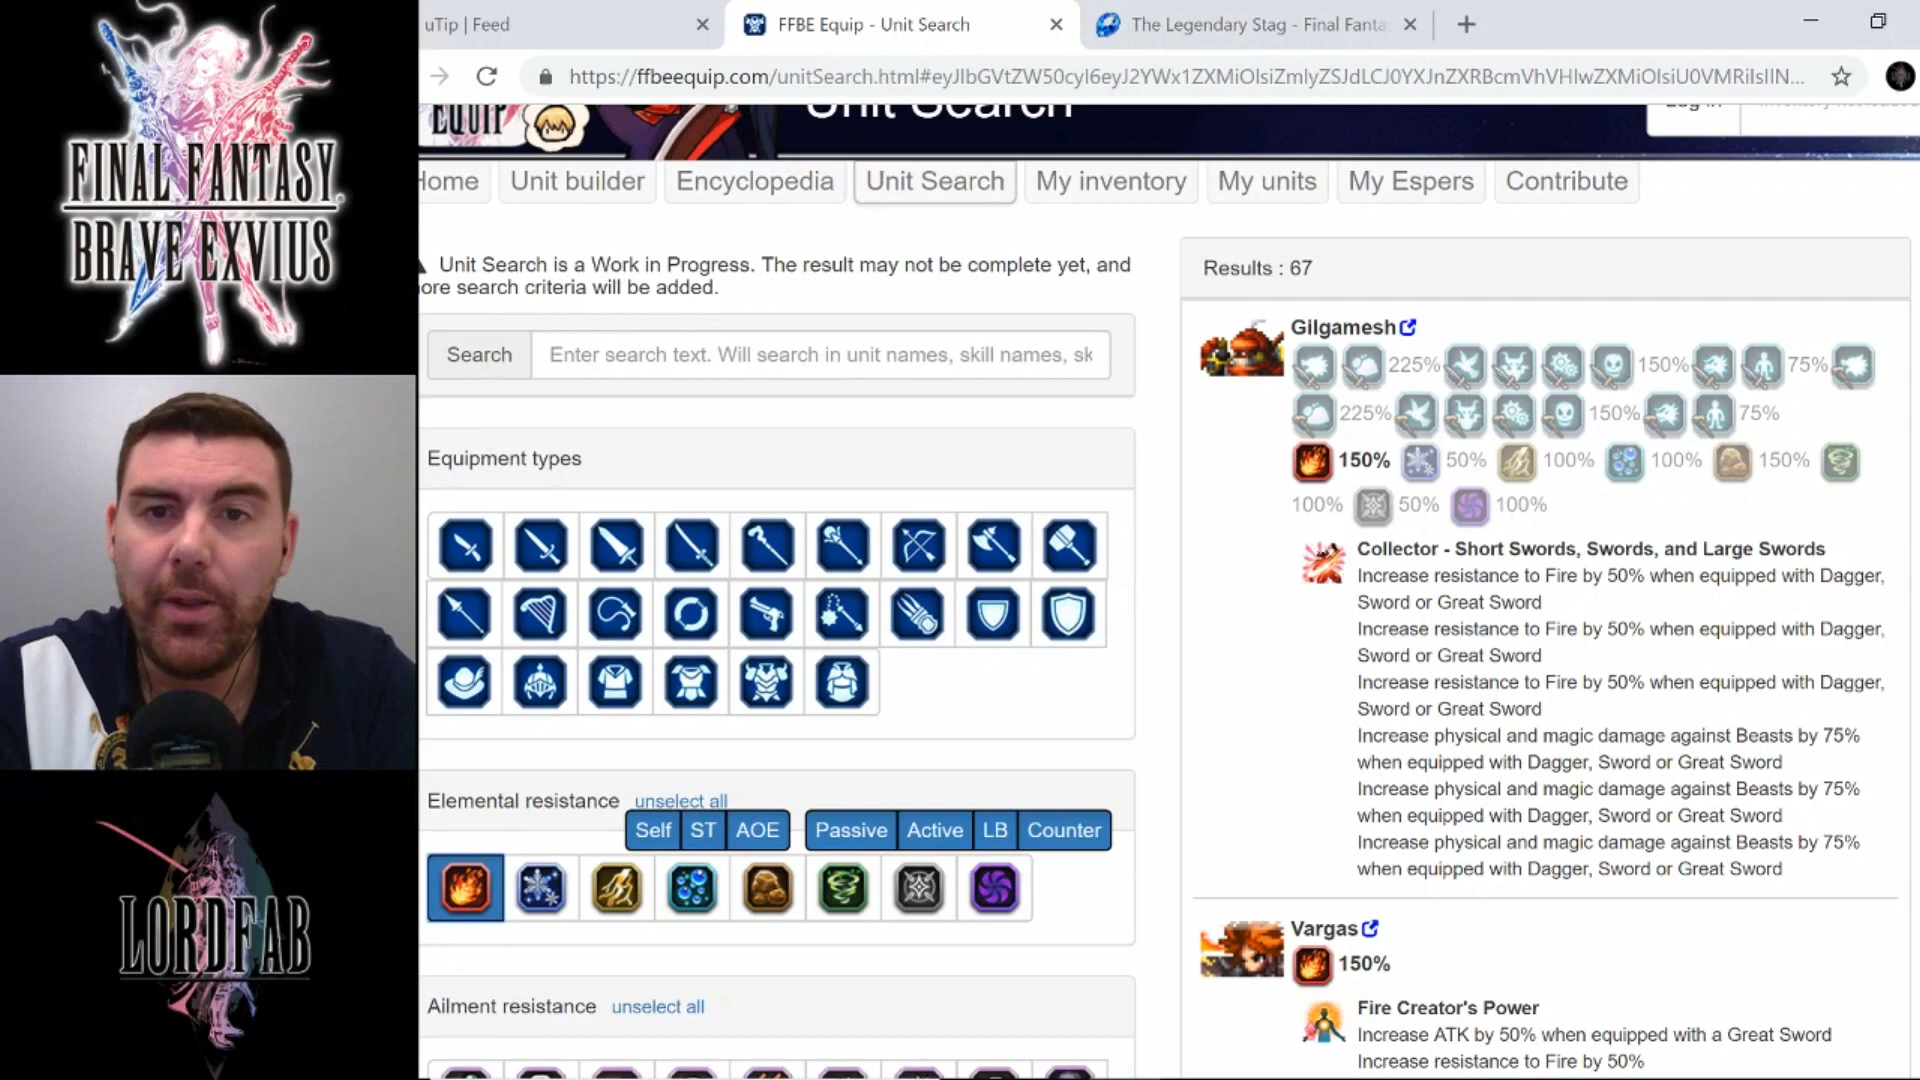 FINAL FANTASY
BRAVE EXVIUS
LORDFAB
uTip | Feed
FFBE Equip - Unit Search
The Legendary Stag - Final Fanta
https://ffbeequip.com/unitSearch.html#eyJlbGVtZW50cyI6eyJ2YWx1ZXMiOlsiZmlyZSJdLCJ0YXJnZXRBcmVhVHlwZXMiOlsiU0VMRiIsIlN...
EQUIP
Unit Search
Log in
Home
Unit builder
Encyclopedia
Unit Search
My inventory
My units
My Espers
Contribute
Unit Search is a Work in Progress. The result may not be complete yet, and
ore search criteria will be added.
Search
Enter search text. Will search in unit names, skill names, sk
Equipment types
Elemental resistance unselect all
Self ST AOE Passive Active LB Counter
Ailment resistance unselect all
Results : 67
Gilgamesh
225% 150% 75%
225% 150% 75%
150% 50% 100% 100% 150%
100% 50% 100%
Collector - Short Swords, Swords, and Large Swords
Increase resistance to Fire by 50% when equipped with Dagger,
Sword or Great Sword
Increase resistance to Fire by 50% when equipped with Dagger,
Sword or Great Sword
Increase resistance to Fire by 50% when equipped with Dagger,
Sword or Great Sword
Increase physical and magic damage against Beasts by 75%
when equipped with Dagger, Sword or Great Sword
Increase physical and magic damage against Beasts by 75%
when equipped with Dagger, Sword or Great Sword
Increase physical and magic damage against Beasts by 75%
when equipped with Dagger, Sword or Great Sword
Vargas
150%
Fire Creator's Power
Increase ATK by 50% when equipped with a Great Sword
Increase resistance to Fire by 50%